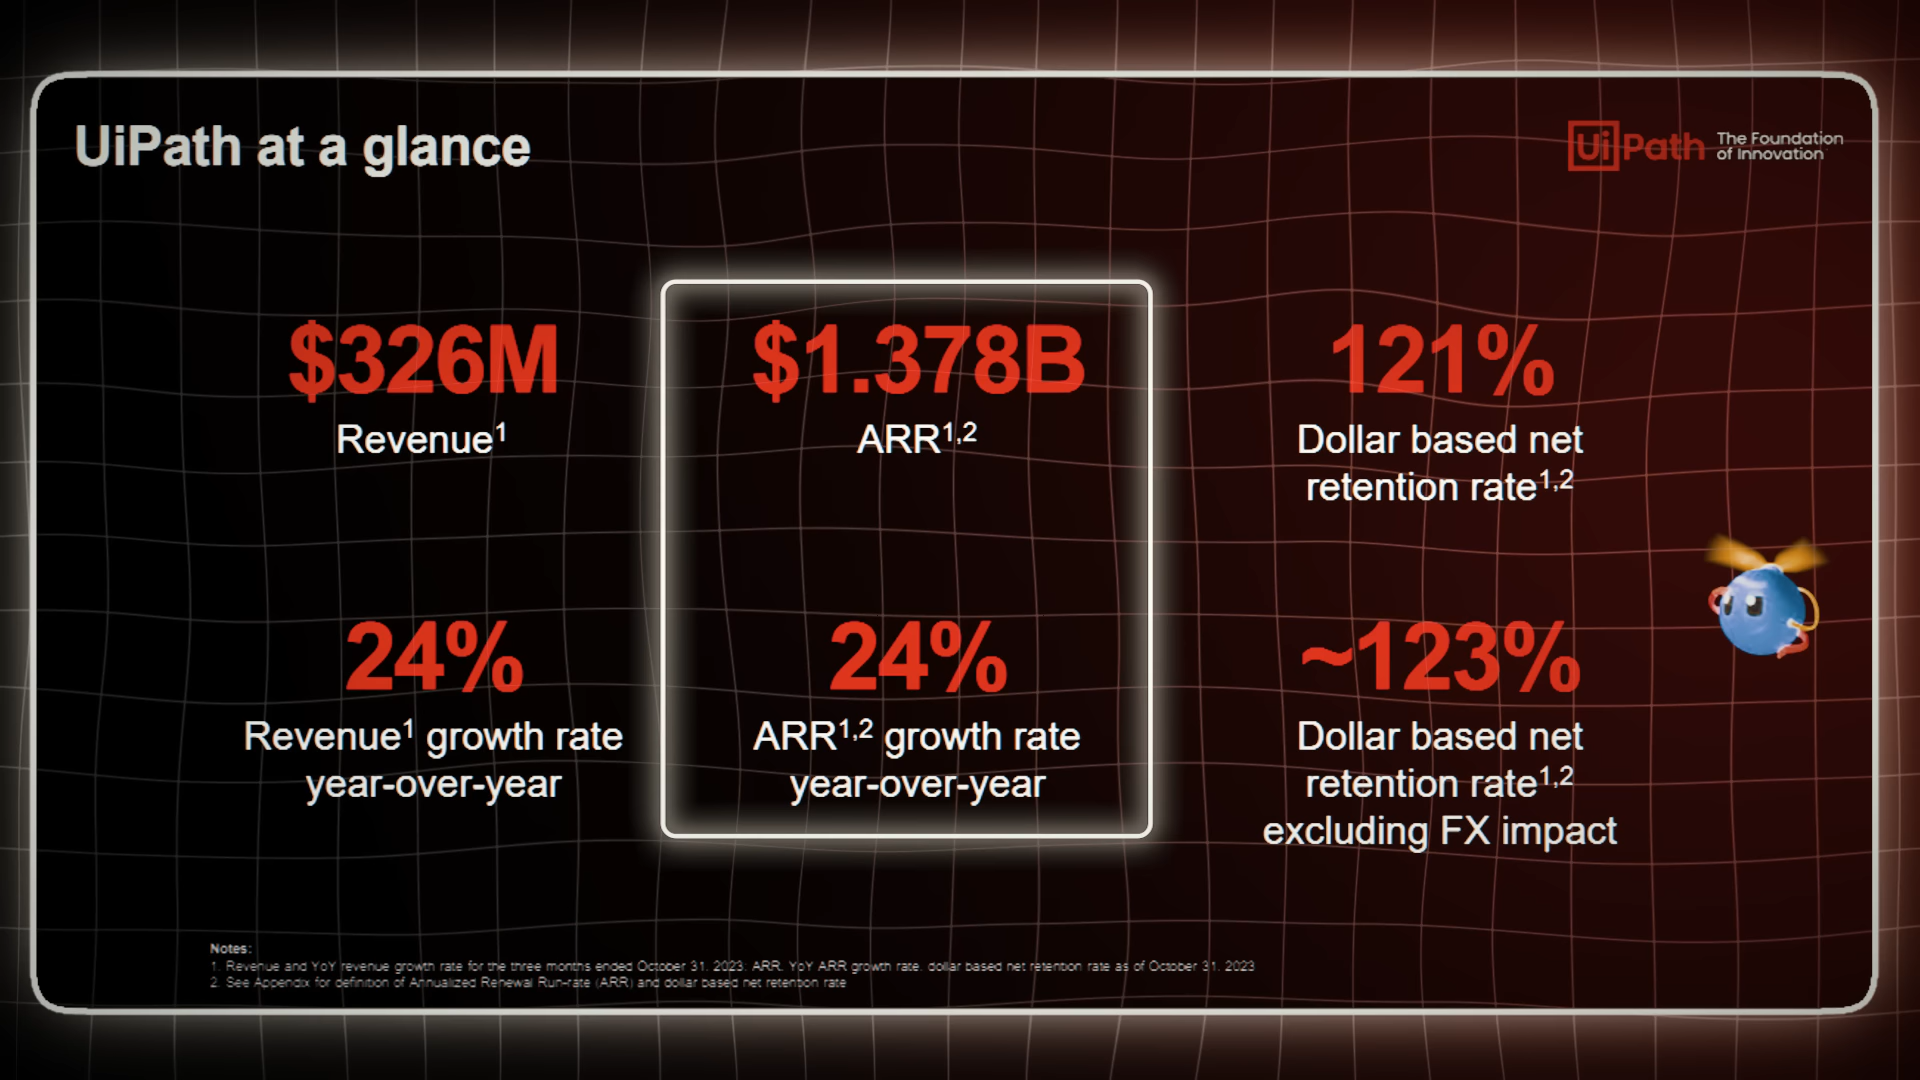 UiPath at a glance
UiPath The Foundation
of Innovation
$326M
Revenue¹
$1.378B
ARR¹,²
121%
Dollar based net
retention rate¹,²
24%
Revenue¹ growth rate
year-over-year
24%
ARR¹,² growth rate
year-over-year
~123%
Dollar based net
retention rate¹,²
excluding FX impact
Notes:
1. Revenue and YoY revenue growth rate for the three months ended October 31, 2023; ARR, YoY ARR growth rate, dollar based net retention rate as of October 31, 2023
2. See Appendix for definition of Annualized Renewal Run-rate (ARR) and dollar based net retention rate